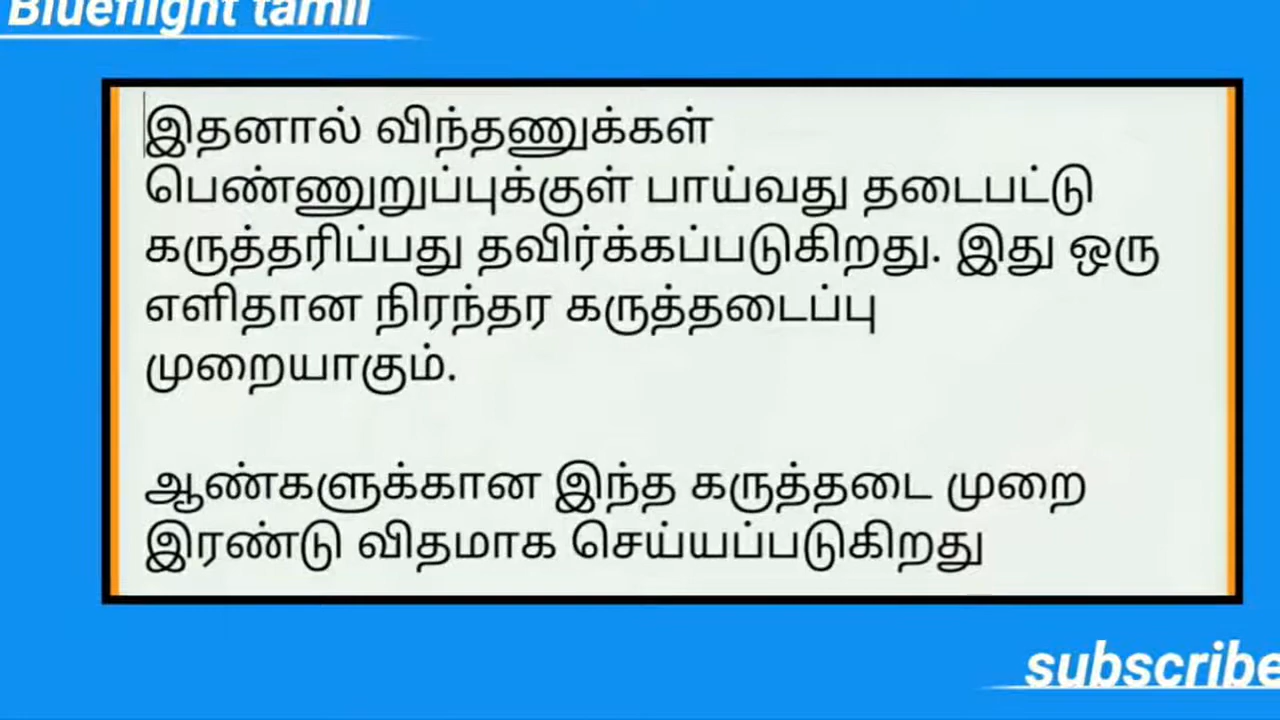 Blueflight tamil
இதனால் விந்தணுக்கள்
பெண்ணுறுப்புக்குள் பாய்வது தடைபட்டு
கருத்தரிப்பது தவிர்க்கப்படுகிறது. இது ஒரு
எளிதான நிரந்தர கருத்தடைப்பு
முறையாகும்.
ஆண்களுக்கான இந்த கருத்தடை முறை
இரண்டு விதமாக செய்யப்படுகிறது
subscribe